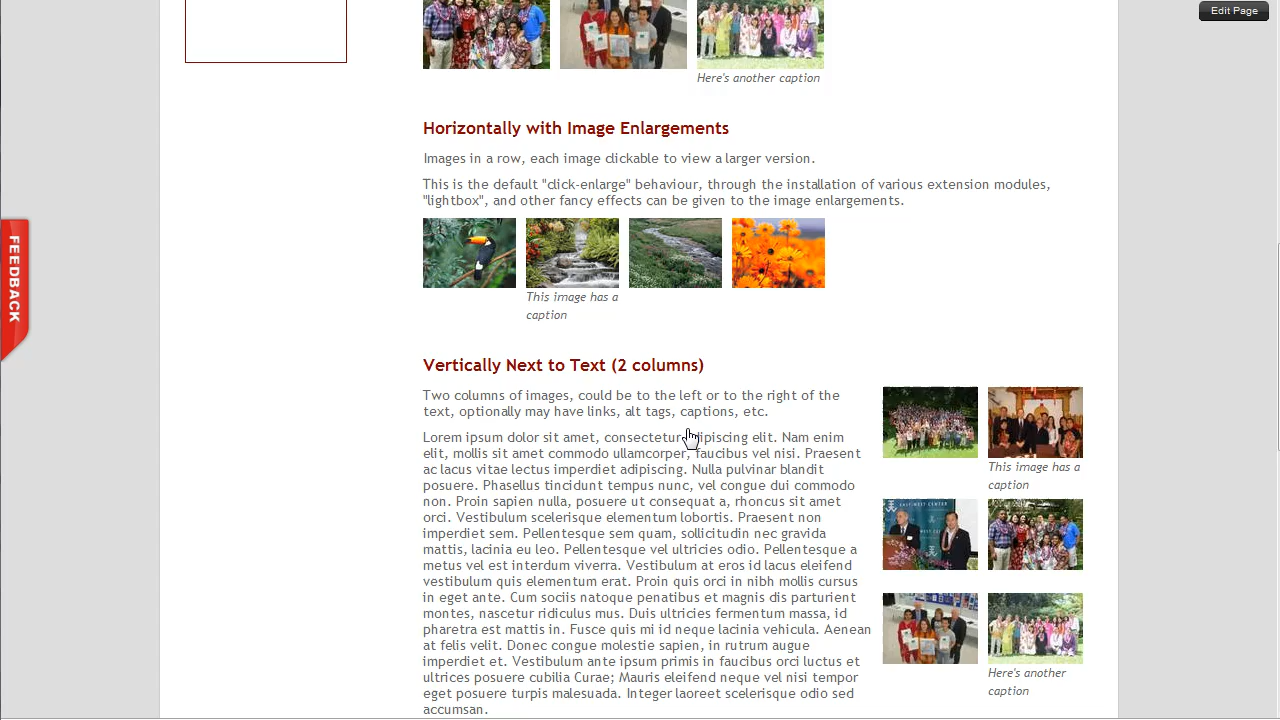 Edit Page
Here's another caption
Horizontally with Image Enlargements
Images in a row, each image clickable to view a larger version.
This is the default "click-enlarge" behaviour, through the installation of various extension modules,
"lightbox", and other fancy effects can be given to the image enlargements.
FEEDBACK
This image has a
caption
Vertically Next to Text (2 columns)
Two columns of images, could be to the left or to the right of the
text, optionally may have links, alt tags, captions, etc.
Lorem ipsum dolor sit amet, consectetur adipiscing elit. Nam enim
elit, mollis sit amet commodo ullamcorper, faucibus vel nisi. Praesent
ac lacus vitae lectus imperdiet adipiscing. Nulla pulvinar blandit
posuere. Phasellus tincidunt tempus nunc, vel congue dui commodo
non. Proin sapien nulla, posuere ut consequat a, rhoncus sit amet
orci. Vestibulum scelerisque elementum lobortis. Praesent non
imperdiet sem. Pellentesque sem quam, sollicitudin nec gravida
mattis, lacinia eu leo. Pellentesque vel ultricies odio. Pellentesque a
metus vel est interdum viverra. Vestibulum at eros id lacus eleifend
vestibulum quis elementum erat. Proin quis orci in nibh mollis cursus
in eget ante. Cum sociis natoque penatibus et magnis dis parturient
montes, nascetur ridiculus mus. Duis ultricies fermentum massa, id
pharetra est mattis in. Fusce quis mi id neque lacinia vehicula. Aenean
at felis velit. Donec congue molestie sapien, in rutrum augue
imperdiet et. Vestibulum ante ipsum primis in faucibus orci luctus et
ultrices posuere cubilia Curae; Mauris eleifend neque vel nisi tempor
eget posuere turpis malesuada. Integer laoreet scelerisque odio sed
accumsan.
This image has a
caption
EAST-WEST CENTER
Here's another
caption